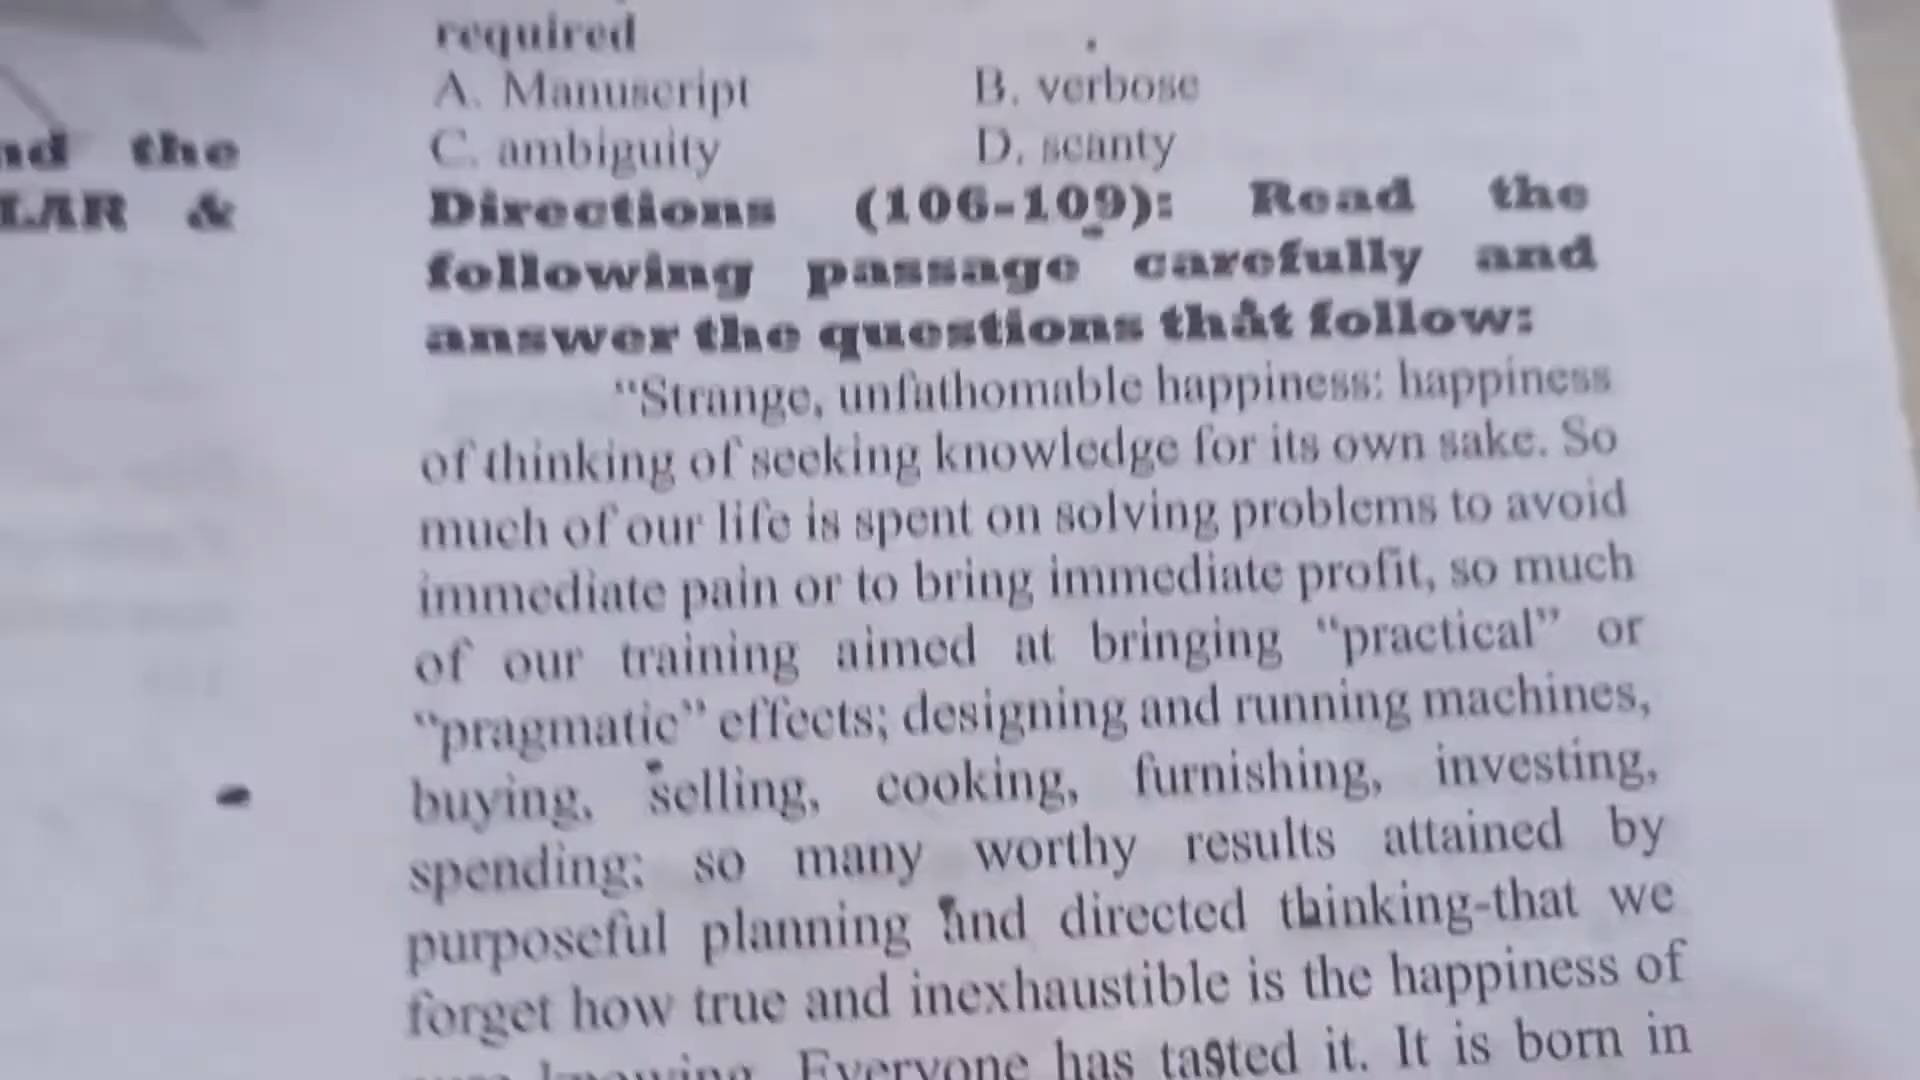 required
A. Manuscript B. verbose
C. ambiguity D. scanty
the
LAR &
Directions (106-109): Read the
following passage carefully and
answer the questions that follow:
“Strange, unfathomable happiness: happiness
of thinking of seeking knowledge for its own sake. So
much of our life is spent on solving problems to avoid
immediate pain or to bring immediate profit, so much
of our training aimed at bringing “practical” or
“pragmatic” effects; designing and running machines,
buying, selling, cooking, furnishing, investing,
spending; so many worthy results attained by
purposeful planning and directed thinking-that we
forget how true and inexhaustible is the happiness of
knowing. Everyone has tasted it. It is born in